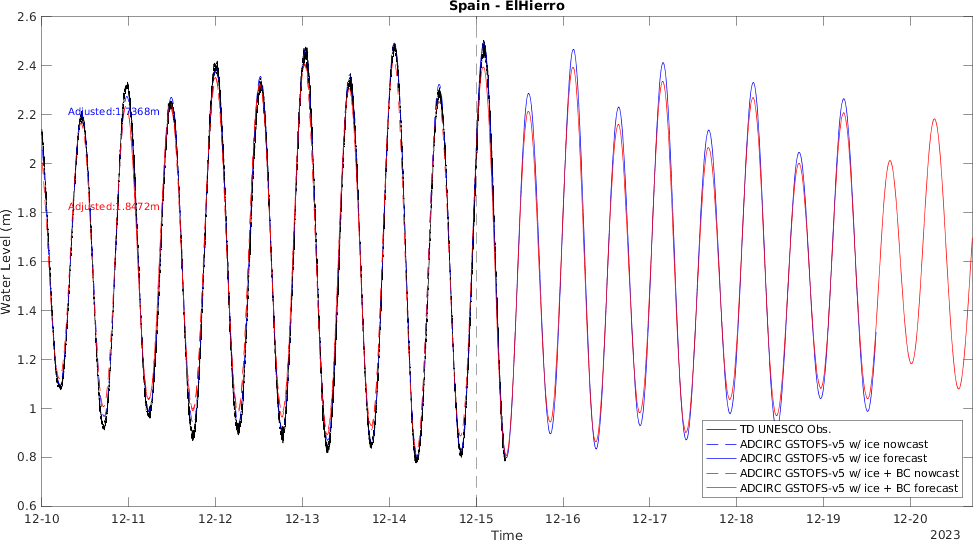 Spain - ElHierro
2.6
2.4
2.2
2
1.8
1.6
1.4
1.2
1
0.8
0.6
Water Level (m)
Adjusted:1.7368m
Adjusted:1.8472m
TD UNESCO Obs.
ADCIRC GSTOFS-v5 w/ ice nowcast
ADCIRC GSTOFS-v5 w/ ice forecast
ADCIRC GSTOFS-v5 w/ ice + BC nowcast
ADCIRC GSTOFS-v5 w/ ice + BC forecast
12-10 12-11 12-12 12-13 12-14 12-15 12-16 12-17 12-18 12-19 12-20
Time
2023